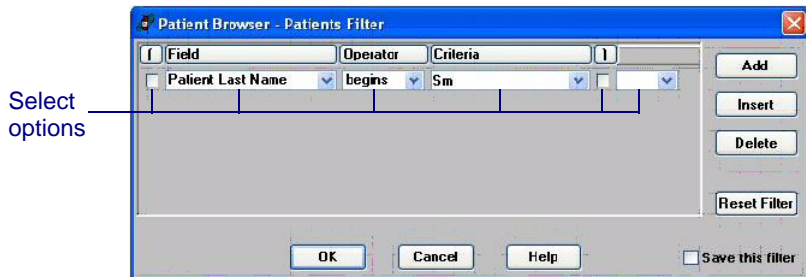 Patient Browser - Patients Filter
( Field Operator Criteria )
Patient Last Name begins Sm
Select
options
Add
Insert
Delete
Reset Filter
OK Cancel Help
Save this filter